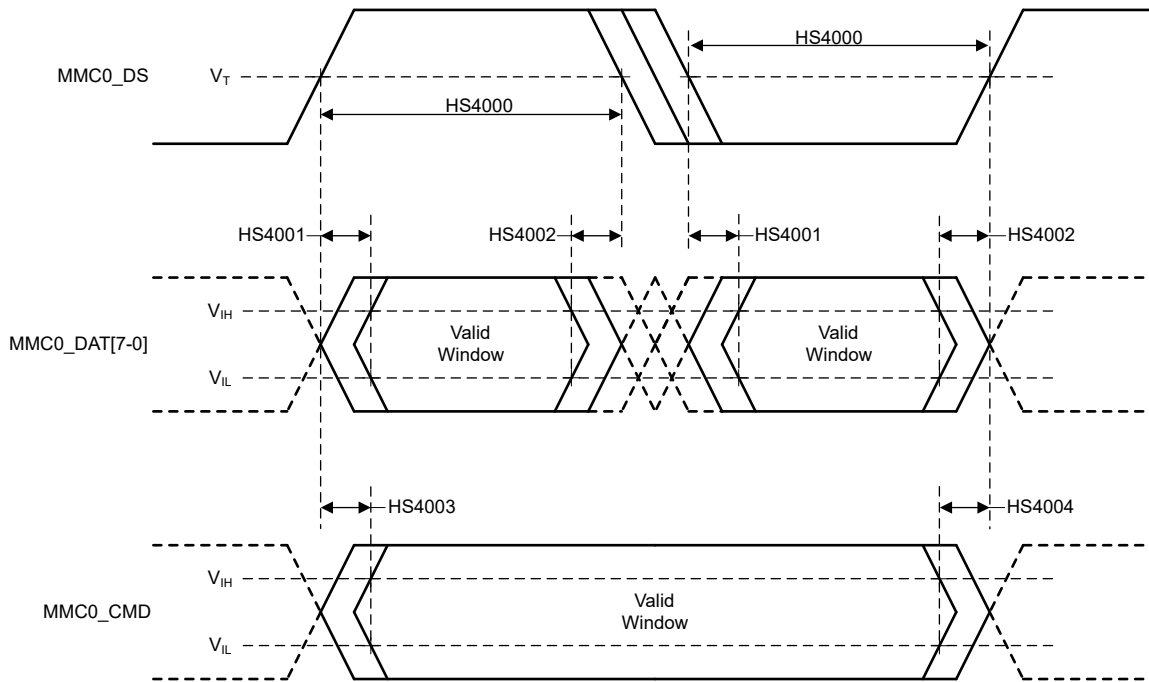 HS4000
MMC0_DS
VT
HS4000
HS4001
HS4002
HS4001
HS4002
VIH
MMC0_DAT[7-0]
Valid
Window
Valid
Window
VIL
HS4003
HS4004
VIH
MMC0_CMD
Valid
Window
VIL